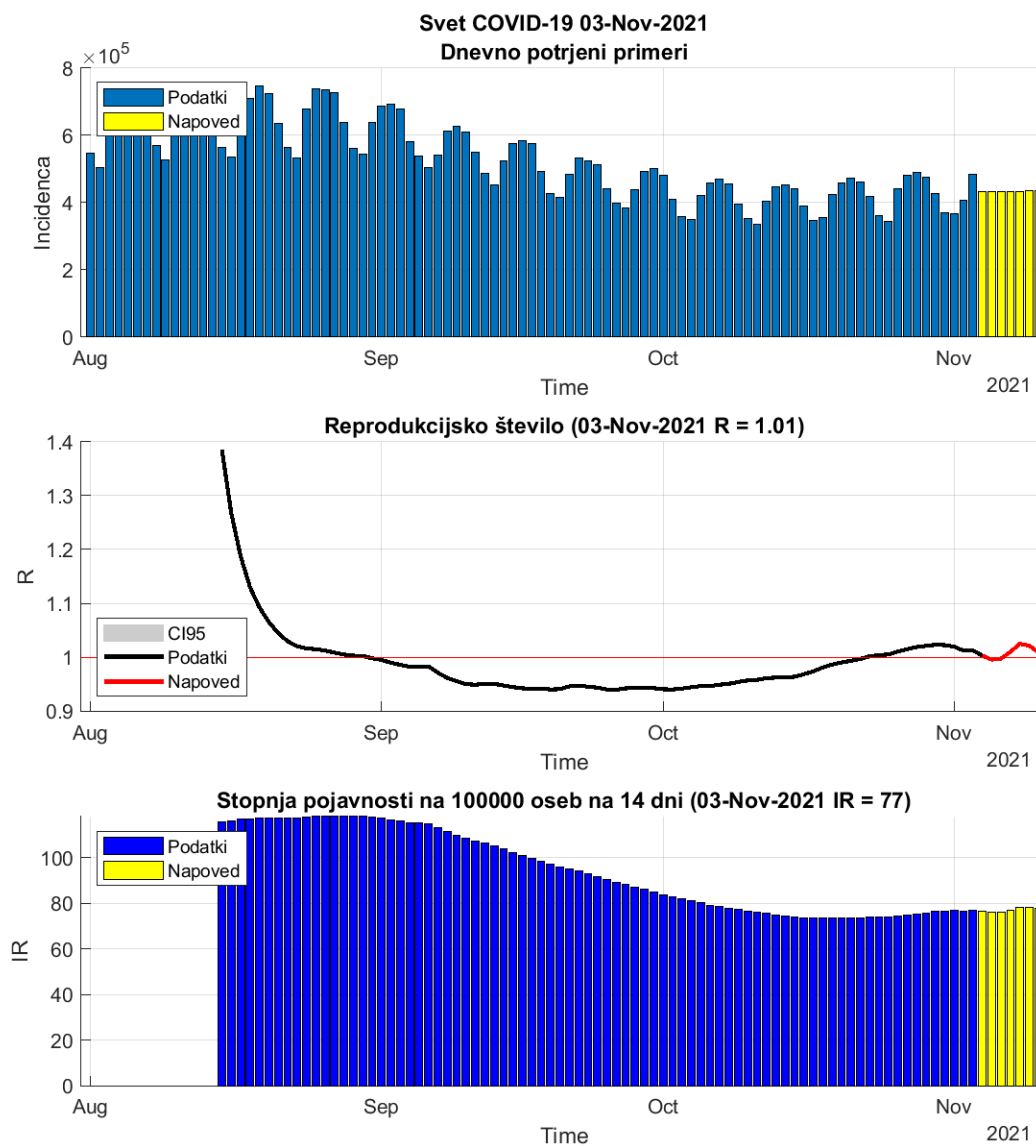 Svet COVID-19 03-Nov-2021
Dnevno potrjeni primeri
×10⁵
8
6
4
2
0
Incidenca
Podatki
Napoved
Aug Sep Oct Nov
Time
2021
Reprodukcijsko število (03-Nov-2021 R = 1.01)
1.4
1.3
1.2
1.1
1
0.9
R
CI95
Podatki
Napoved
Aug Sep Oct Nov
Time
2021
Stopnja pojavnosti na 100000 oseb na 14 dni (03-Nov-2021 IR = 77)
100
80
60
40
20
0
IR
Podatki
Napoved
Aug Sep Oct Nov
Time
2021